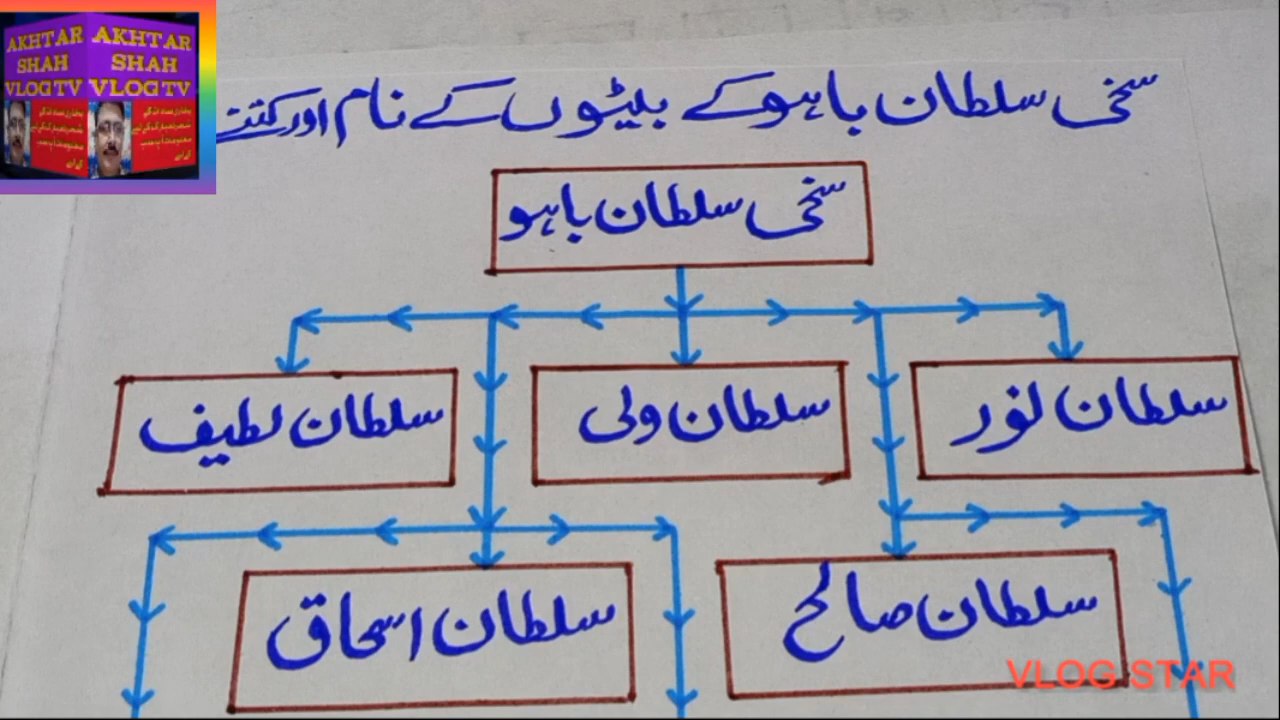 AKHTAR
SHAH
VLOG TV
AKHTAR
SHAH
VLOG TV
سخی سلطان باہو کے بیٹوں کے نام اور کتنے
سخی سلطان باہو
سلطان نور
سلطان ولی
سلطان لطیف
سلطان صالح
سلطان اسحاق
VLOG STAR